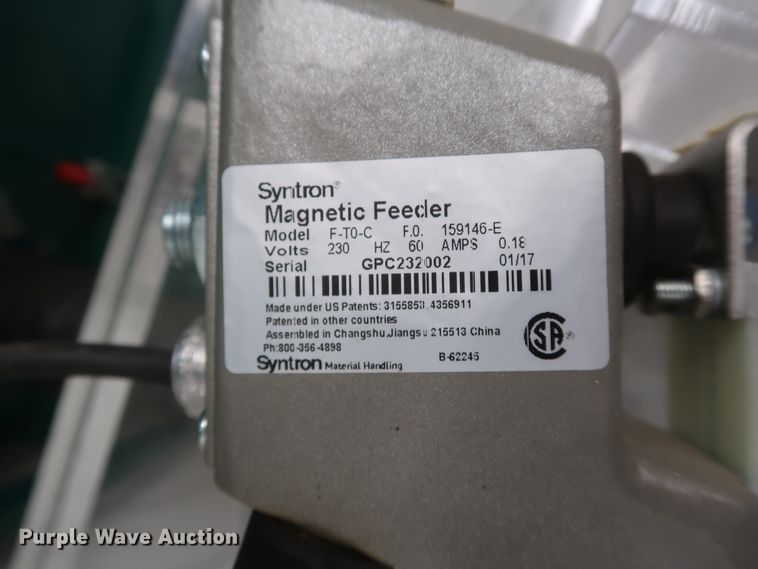 Syntron®
Magnetic Feeder
Model F-T0-C F.O. 159146-E
Volts 230 HZ 60 AMPS 0.18
Serial GPC232002 01/17
Made under US Patents: 3155853,4356911
Patented in other countries
Assembled in Changshu,Jiangsu 215513 China
Ph:800-356-4898
Syntron Material Handling B-62246
SA
Purple Wave Auction